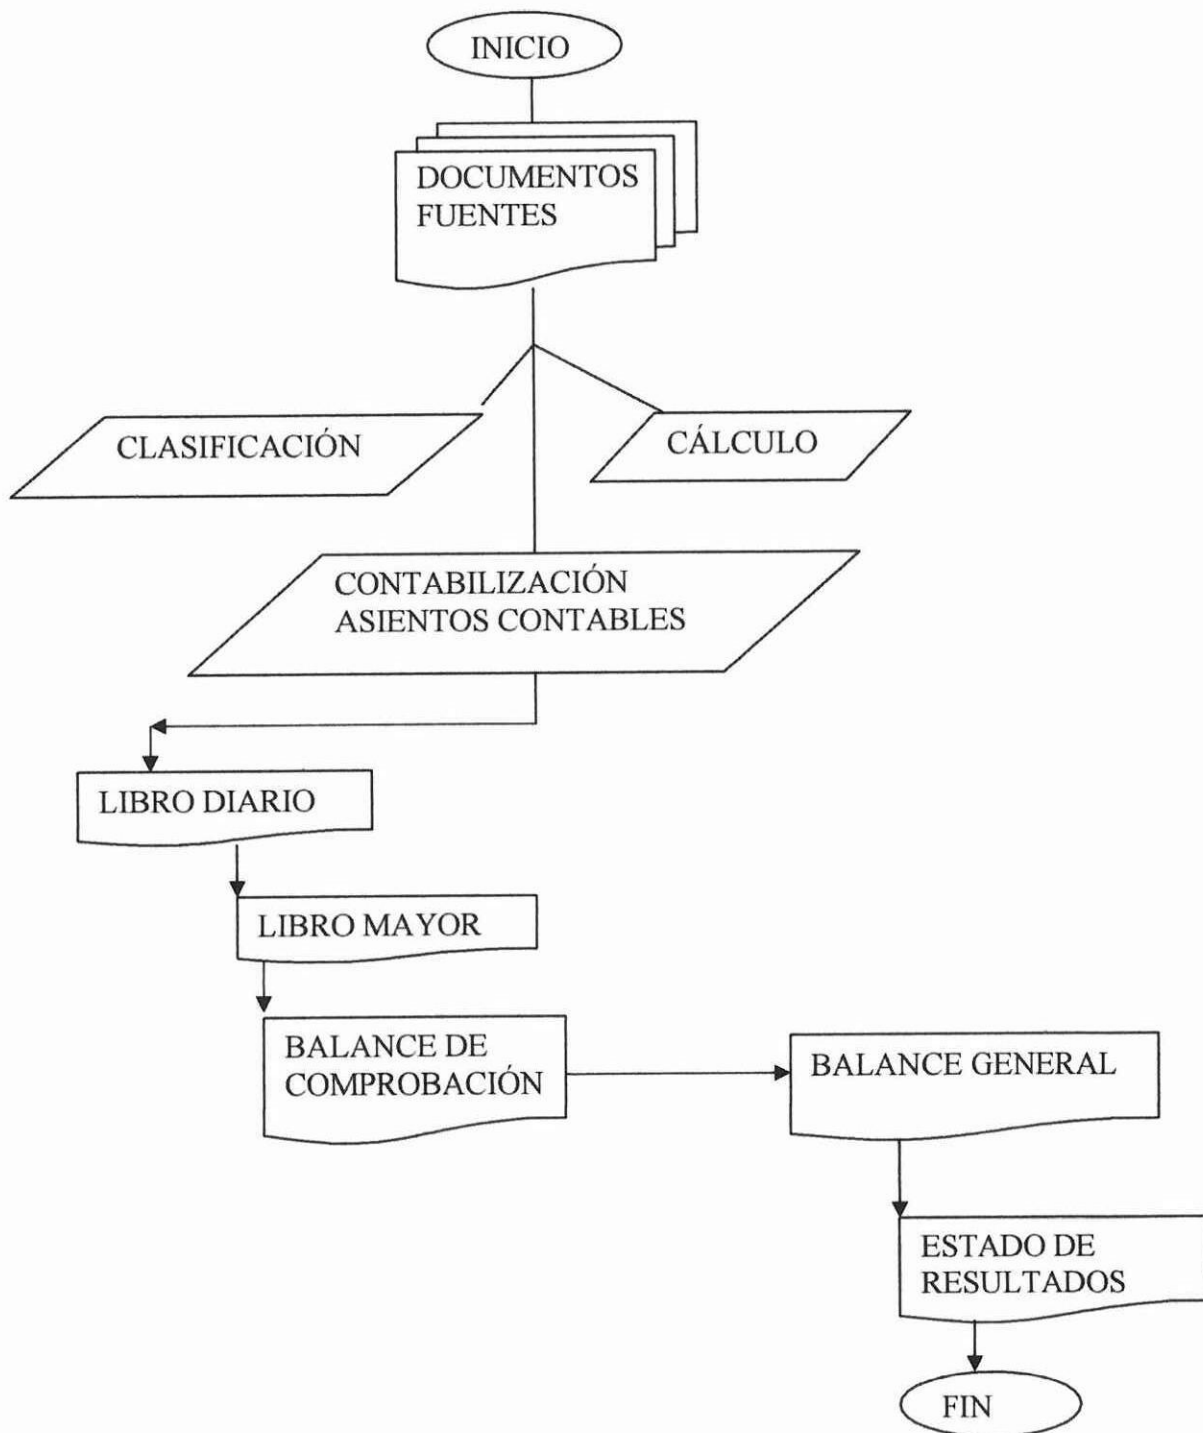 INICIO
DOCUMENTOS
FUENTES
CLASIFICACIÓN
CÁLCULO
CONTABILIZACIÓN
ASIENTOS CONTABLES
LIBRO DIARIO
LIBRO MAYOR
BALANCE DE
COMPROBACIÓN
BALANCE GENERAL
ESTADO DE
RESULTADOS
FIN